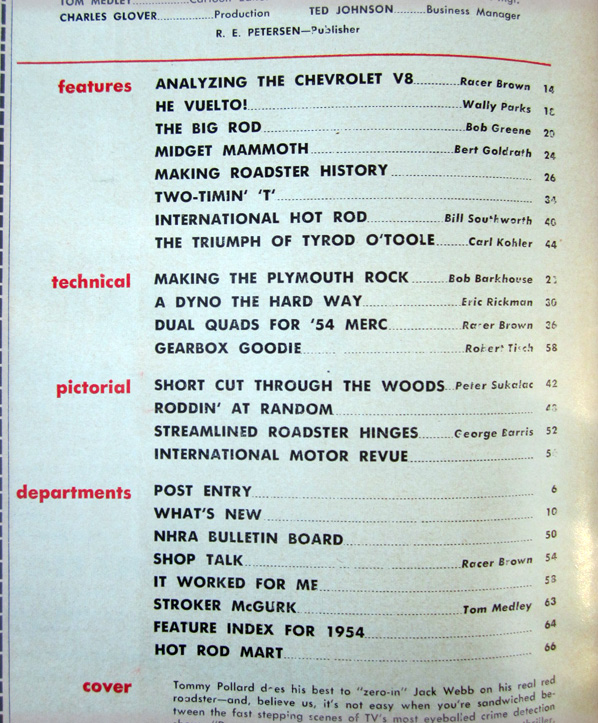 TOM MEDLEY
CHARLES GLOVER Production TED JOHNSON Business Manager
R. E. PETERSEN—Publisher
features ANALYZING THE CHEVROLET V8 Racer Brown 14
HE VUELTO! Wally Parks
THE BIG ROD Bob Greene 20
MIDGET MAMMOTH Bert Goldrath 24
MAKING ROADSTER HISTORY 26
TWO-TIMIN' 'T' 34
INTERNATIONAL HOT ROD Bill Southworth 40
THE TRIUMPH OF TYROD O'TOOLE Carl Kohler 44
technical MAKING THE PLYMOUTH ROCK Bob Barkhouse
A DYNO THE HARD WAY Eric Rickman 30
DUAL QUADS FOR '54 MERC Racer Brown 36
GEARBOX GOODIE Robert Tisch 58
pictorial SHORT CUT THROUGH THE WOODS Peter Sukalac 42
RODDIN' AT RANDOM
STREAMLINED ROADSTER HINGES George Barris 52
INTERNATIONAL MOTOR REVUE
departments POST ENTRY 6
WHAT'S NEW 10
NHRA BULLETIN BOARD 50
SHOP TALK Racer Brown 54
IT WORKED FOR ME
STROKER McGURK Tom Medley 63
FEATURE INDEX FOR 1954 64
HOT ROD MART 66
cover Tommy Pollard does his best to "zero-in" Jack Webb on his real red
roadster—and, believe us, it's not easy when you're sandwiched be-
tween the fast stepping scenes of TV's most eyeballed crime detection